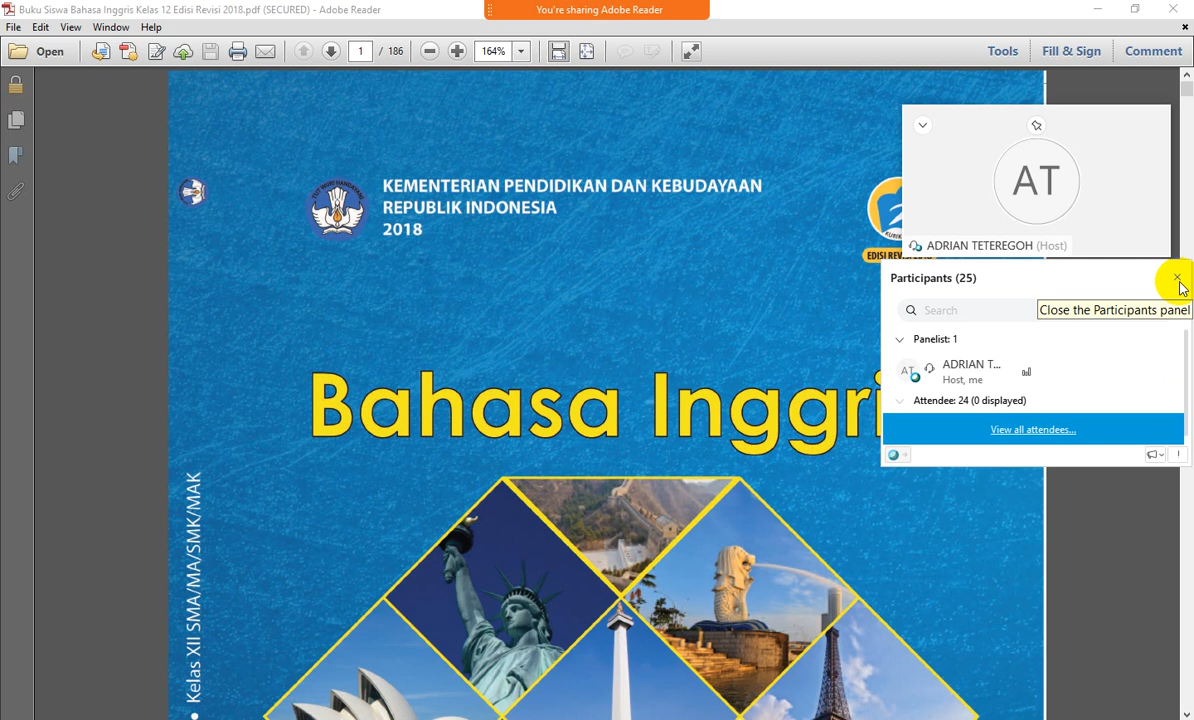 Buku Siswa Bahasa Inggris Kelas 12 Edisi Revisi 2018.pdf (SECURED) - Adobe Reader
You're sharing Adobe Reader
File Edit View Window Help
Open
1 / 186
164%
Tools
Fill & Sign
Comment
KEMENTERIAN PENDIDIKAN DAN KEBUDAYAAN
REPUBLIK INDONESIA
2018
AT
ADRIAN TETEREGOH (Host)
EDISI
Participants (25)
Search
Close the Participants panel
Panelist: 1
AT
ADRIAN T...
Host, me
Attendee: 24 (0 displayed)
View all attendees...
Bahasa Inggri
Kelas XII SMA/MA/SMK/MAK